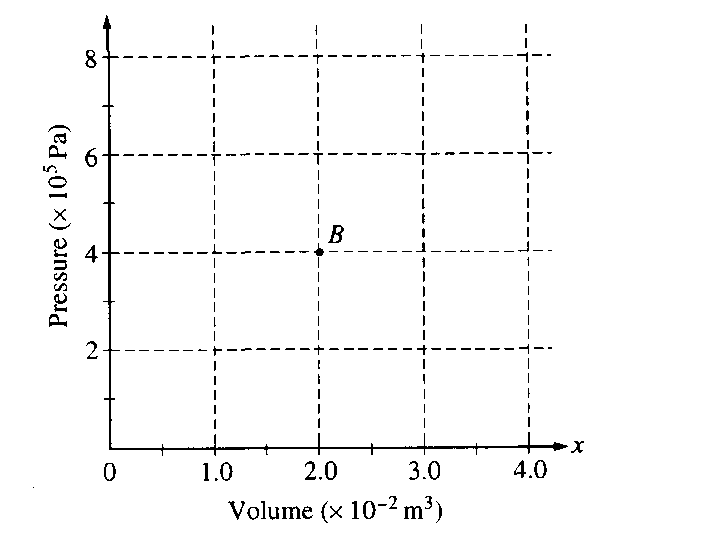 8
6
4
2
Pressure (× 10⁵ Pa)
B
x
0 1.0 2.0 3.0 4.0
Volume (× 10⁻² m³)